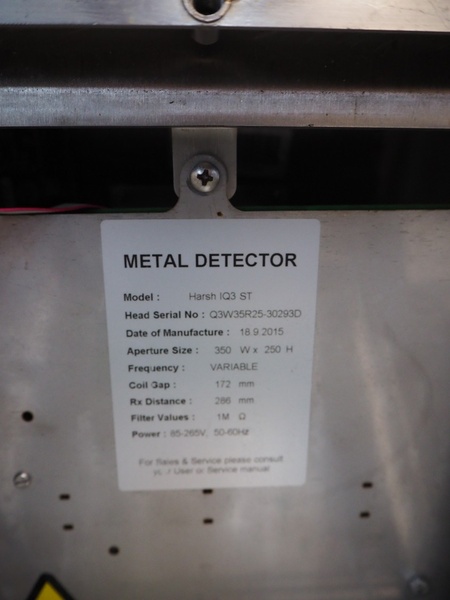 METAL DETECTOR
Model : Harsh IQ3 ST
Head Serial No : Q3W35R25-30293D
Date of Manufacture : 18.9.2015
Aperture Size : 350 W x 250 H
Frequency : VARIABLE
Coil Gap : 172 mm
Rx Distance : 286 mm
Filter Values : 1M Ω
Power : 85-265V, 50-60Hz
For Sales & Service please consult
User or Service manual